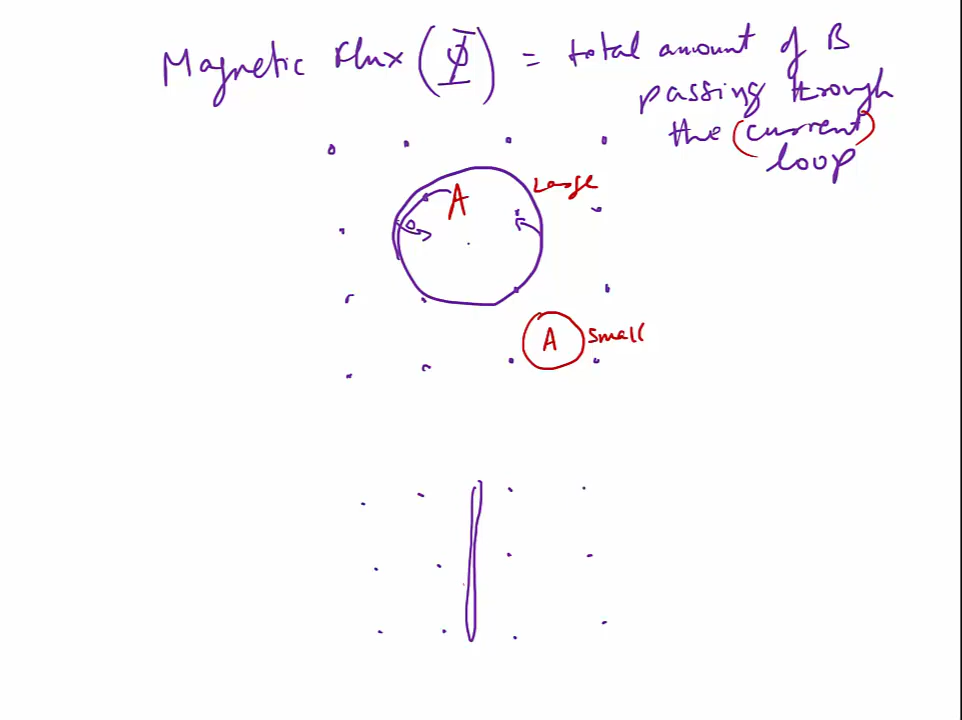 Magnetic Flux (Φ) = total amount of B
passing through
the (current)
loop
A
Large
A
Small